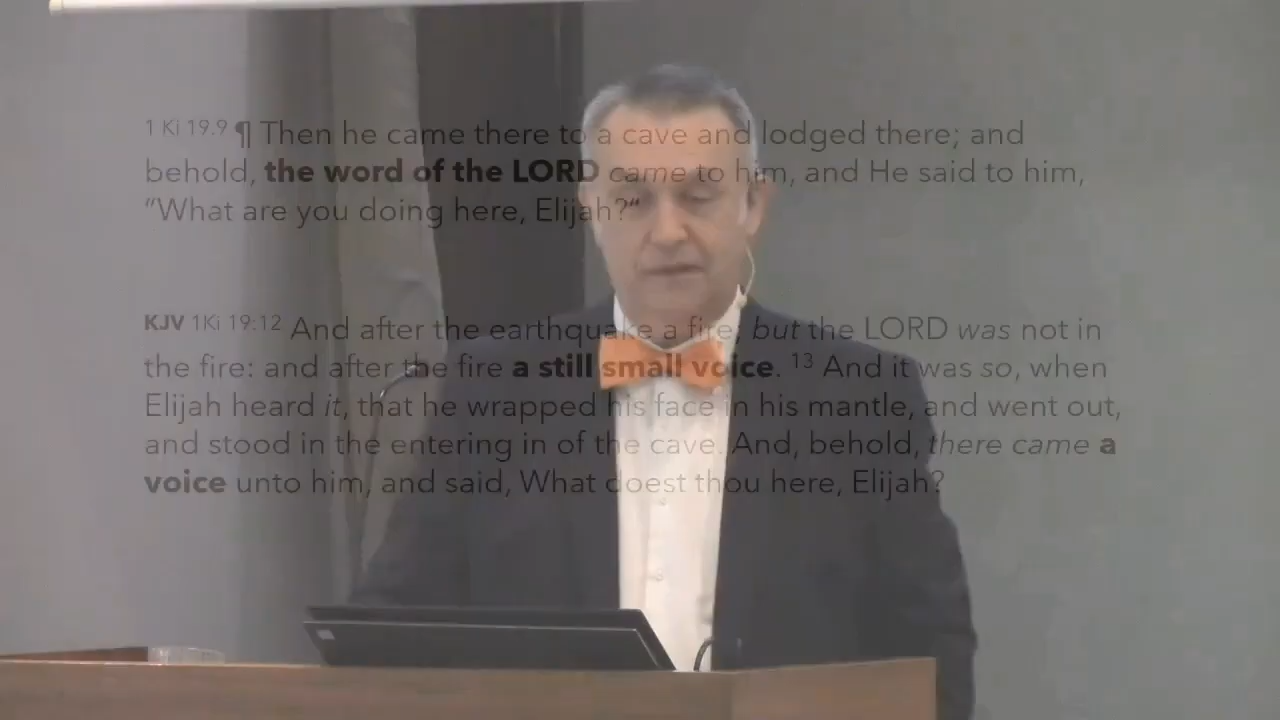 1 Ki 19.9 ¶ Then he came there to a cave and lodged there; and
behold, the word of the LORD came to him, and He said to him,
“What are you doing here, Elijah?”
KJV 1Ki 19:12 And after the earthquake a fire; but the LORD was not in
the fire: and after the fire a still small voice. 13 And it was so, when
Elijah heard it, that he wrapped his face in his mantle, and went out,
and stood in the entering in of the cave. And, behold, there came a
voice unto him, and said, What doest thou here, Elijah?